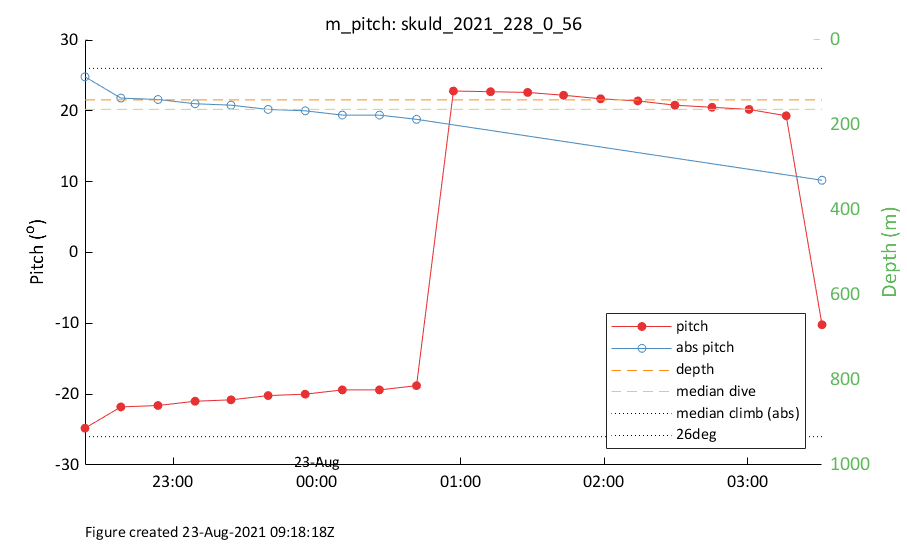 m_pitch: skuld_2021_228_0_56
30
20
10
0
-10
-20
-30
Pitch (º)
0
200
400
600
800
1000
Depth (m)
pitch
abs pitch
depth
median dive
median climb (abs)
26deg
23-Aug
23:00
00:00
01:00
02:00
03:00
Figure created 23-Aug-2021 09:18:18Z